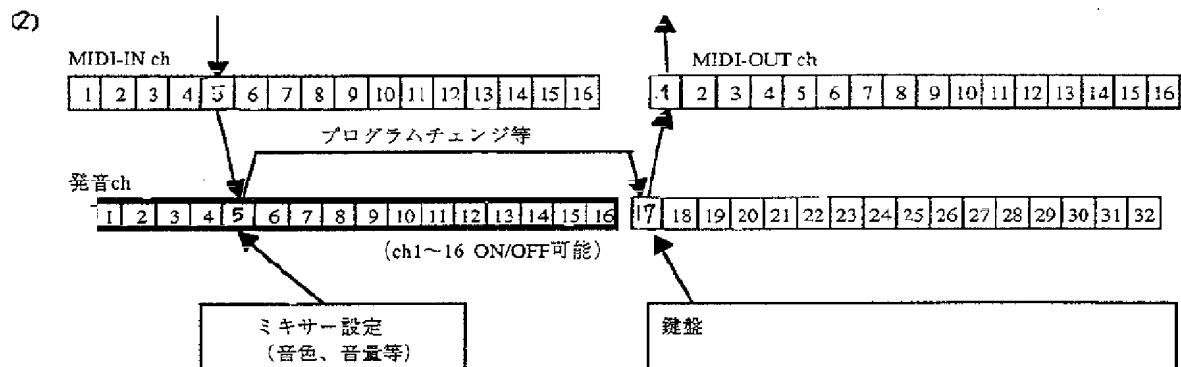 (2)
MIDI-IN ch
MIDI-OUT ch
1 2 3 4 5 6 7 8 9 10 11 12 13 14 15 16
1 2 3 4 5 6 7 8 9 10 11 12 13 14 15 16
プログラムチェンジ等
発音ch
1 2 3 4 5 6 7 8 9 10 11 12 13 14 15 16
17 18 19 20 21 22 23 24 25 26 27 28 29 30 31 32
(ch1〜16 ON/OFF可能)
ミキサー設定
(音色、音量等)
鍵盤